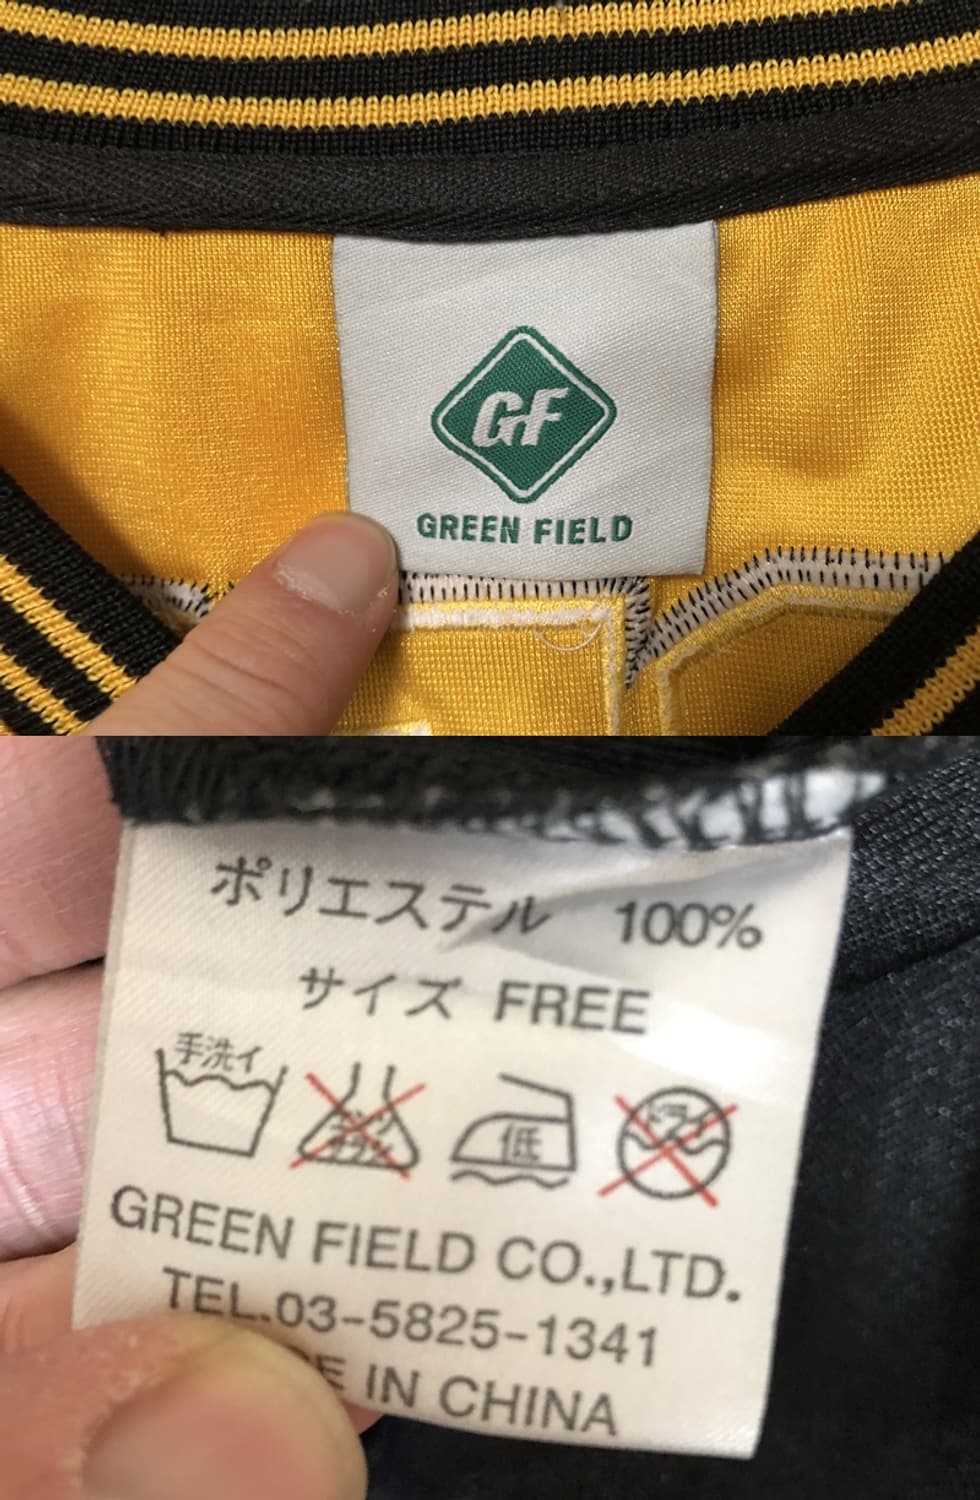 GF
GREEN FIELD
ポリエステル 100%
サイズ FREE
手洗イ
低
GREEN FIELD CO.,LTD.
TEL.03-5825-1341
IN CHINA